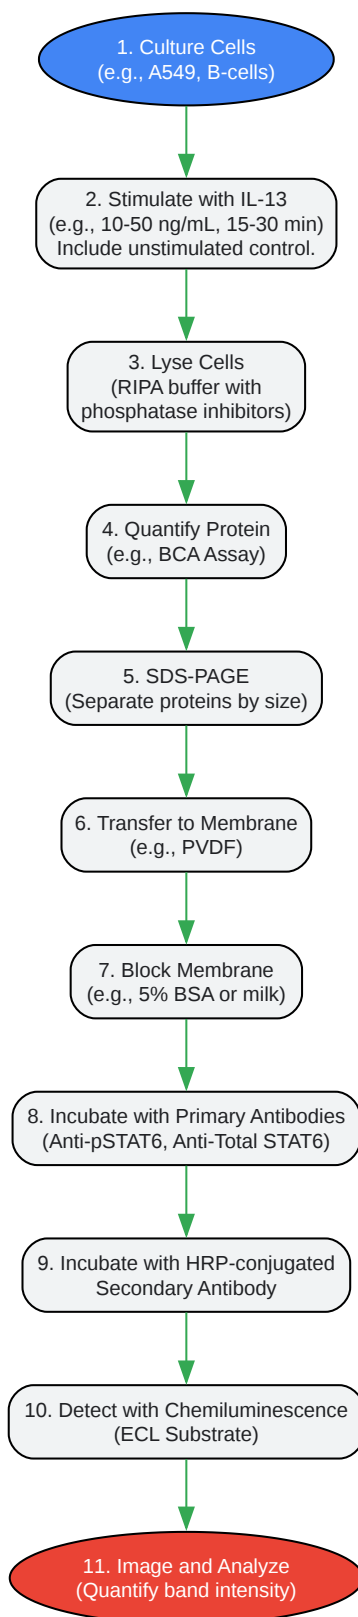 1. Culture Cells
(e.g., A549, B-cells)
2. Stimulate with IL-13
(e.g., 10-50 ng/mL, 15-30 min)
Include unstimulated control.
3. Lyse Cells
(RIPA buffer with
phosphatase inhibitors)
4. Quantify Protein
(e.g., BCA Assay)
5. SDS-PAGE
(Separate proteins by size)
6. Transfer to Membrane
(e.g., PVDF)
7. Block Membrane
(e.g., 5% BSA or milk)
8. Incubate with Primary Antibodies
(Anti-pSTAT6, Anti-Total STAT6)
9. Incubate with HRP-conjugated
Secondary Antibody
10. Detect with Chemiluminescence
(ECL Substrate)
11. Image and Analyze
(Quantify band intensity)